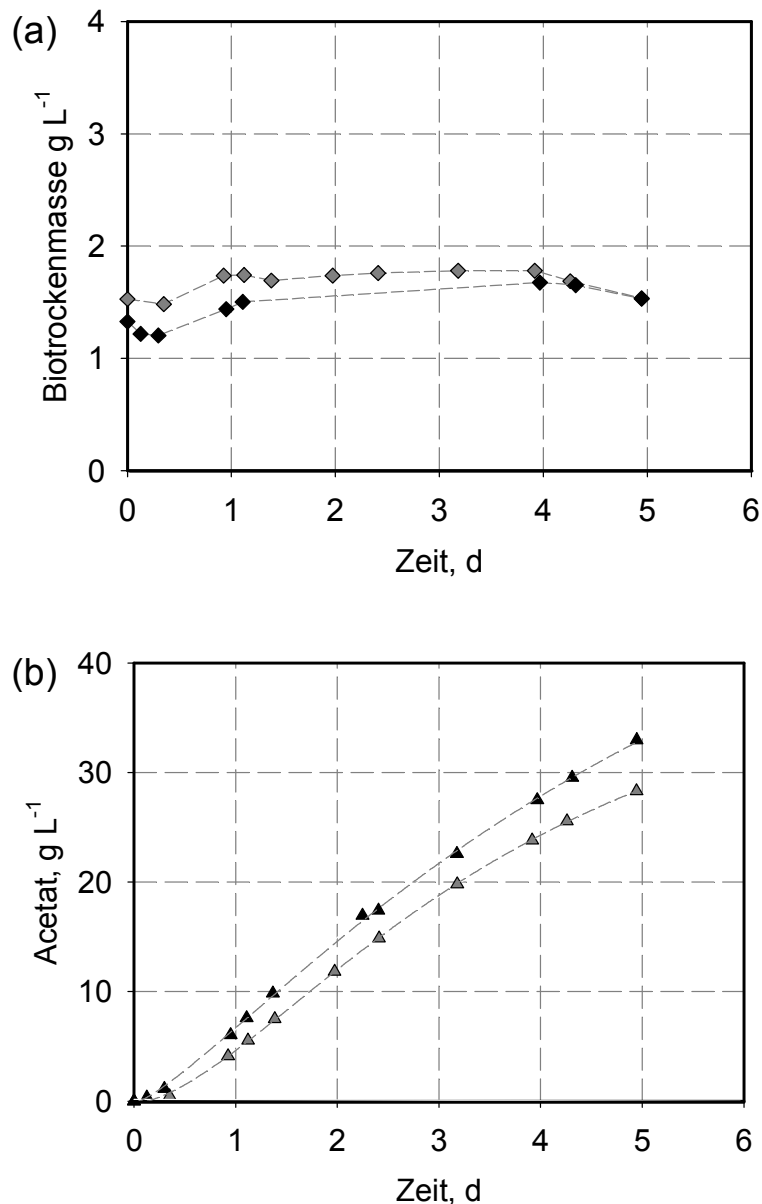 (a)
4
3
2
1
0
Biotrockenmasse g L⁻¹
0 1 2 3 4 5 6
Zeit, d
(b)
40
30
20
10
0
Acetat, g L⁻¹
0 1 2 3 4 5 6
Zeit, d